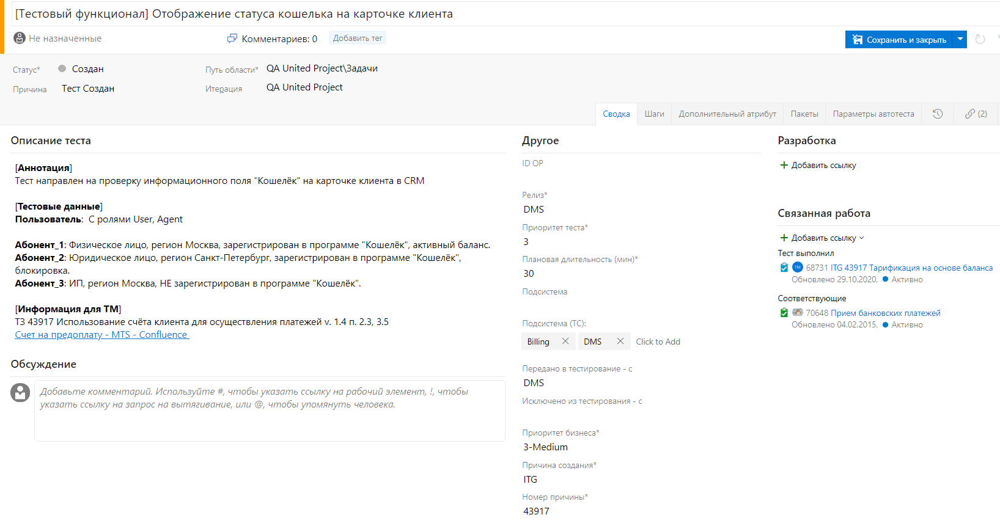 [Тестовый функционал] Отображение статуса кошелька на карточке клиента
Не назначенные
Комментариев: 0
Добавить тег
Сохранить и закрыть
Статус*
Создан
Путь области*
QA United Project\Задачи
Причина
Тест Создан
Итерация
QA United Project
Сводка
Шаги
Дополнительный атрибут
Пакеты
Параметры автотеста
(2)
Описание теста
[Аннотация]
Тест направлен на проверку информационного поля "Кошелёк" на карточке клиента в CRM
[Тестовые данные]
Пользователь: С ролями User, Agent
Абонент_1: Физическое лицо, регион Москва, зарегистрирован в программе "Кошелёк", активный баланс.
Абонент_2: Юридическое лицо, регион Санкт-Петербург, зарегистрирован в программе "Кошелёк",
блокировка.
Абонент_3: ИП, регион Москва, НЕ зарегистрирован в программе "Кошелёк".
[Информация для ТМ]
ТЗ 43917 Использование счёта клиента для осуществления платежей v. 1.4 п. 2.3, 3.5
Счет на предоплату - MTS - Confluence
Обсуждение
Добавьте комментарий. Используйте #, чтобы указать ссылку на рабочий элемент, !, чтобы
указать ссылку на запрос на вытягивание, или @, чтобы упомянуть человека.
Другое
ID OP
Релиз*
DMS
Приоритет теста*
3
Плановая длительность (мин)*
30
Подсистема
Подсистема (ТС):
Billing
DMS
Click to Add
Передано в тестирование - с
DMS
Исключено из тестирования - с
Приоритет бизнеса*
3-Medium
Причина создания*
ITG
Номер причины*
43917
Разработка
Добавить ссылку
Связанная работа
Добавить ссылку
Тест выполнил
TM 68731 ITG 43917 Тарификация на основе баланса
Обновлено 29.10.2020, Активно
Соответствующие
70648 Прием банковских платежей
Обновлено 04.02.2015, Активно